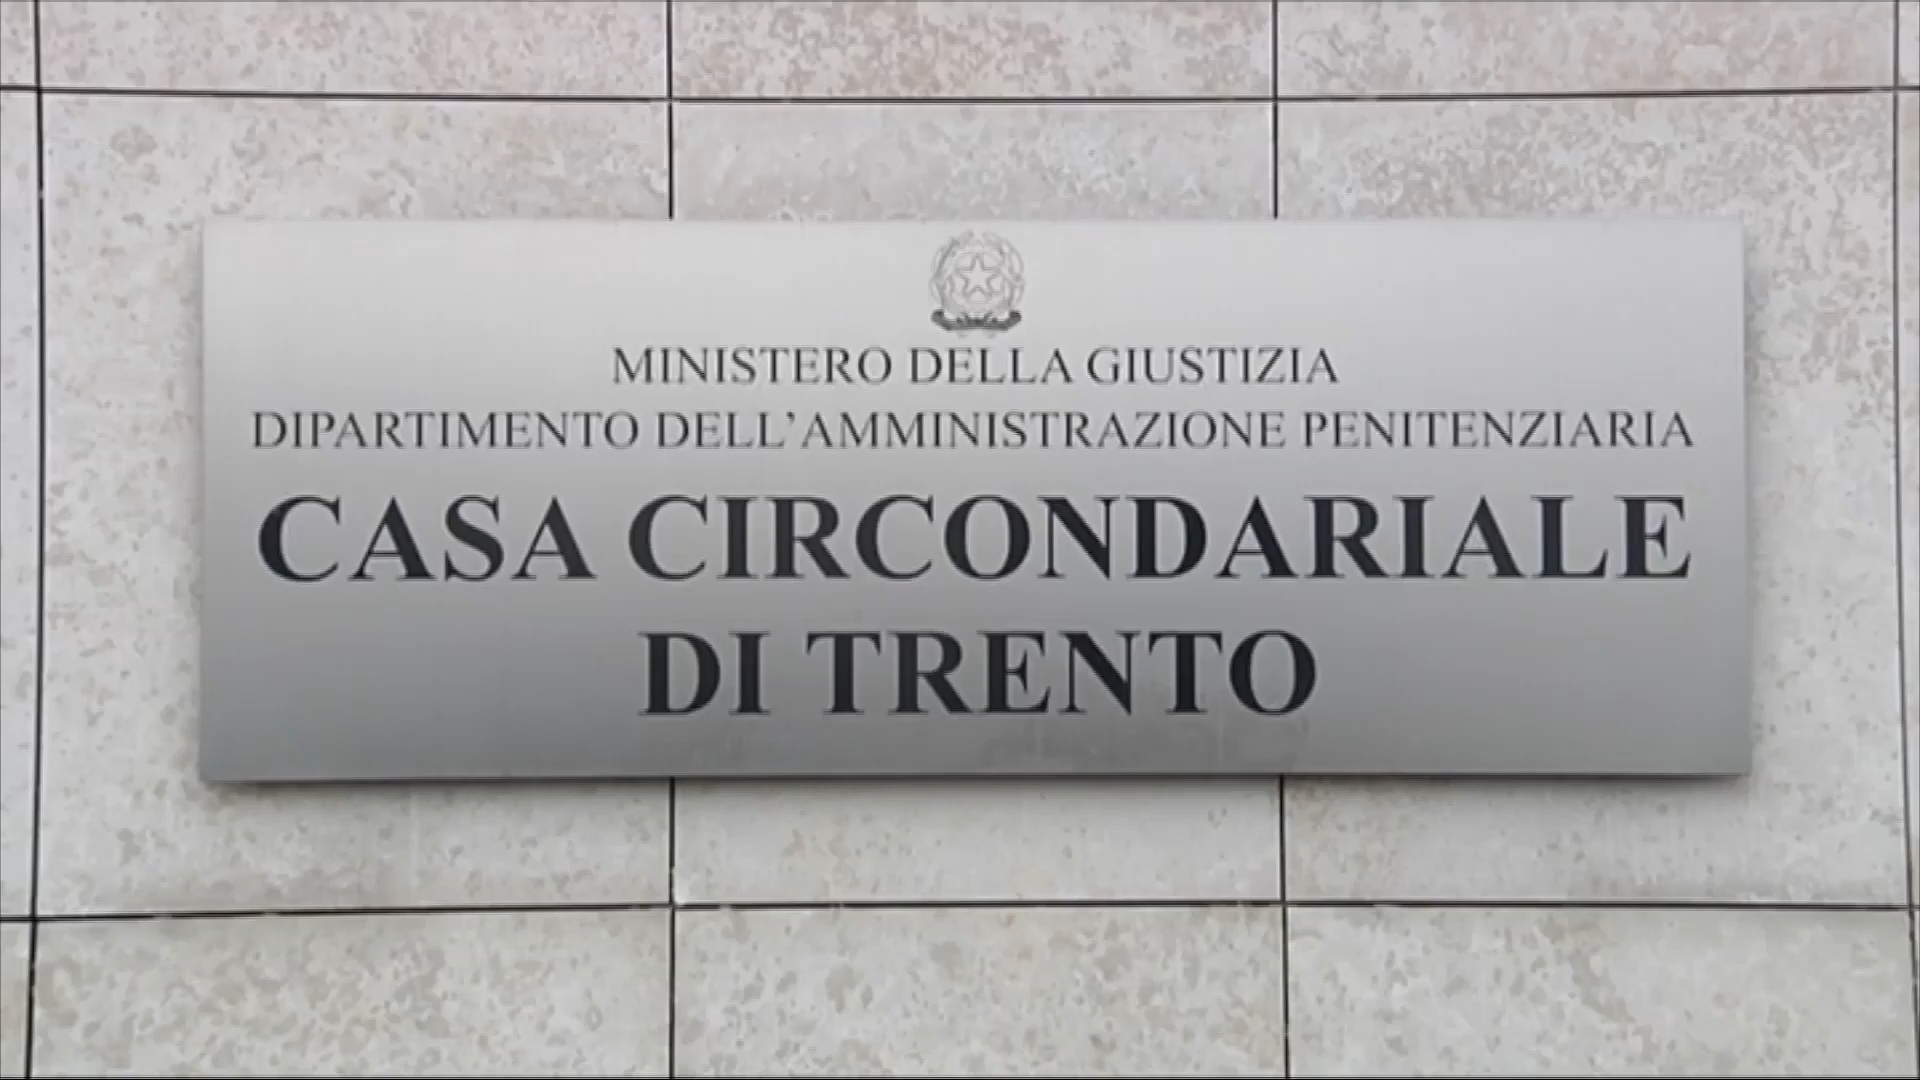 MINISTERO DELLA GIUSTIZIA
DIPARTIMENTO DELL'AMMINISTRAZIONE PENITENZIARIA
CASA CIRCONDARIALE
DI TRENTO